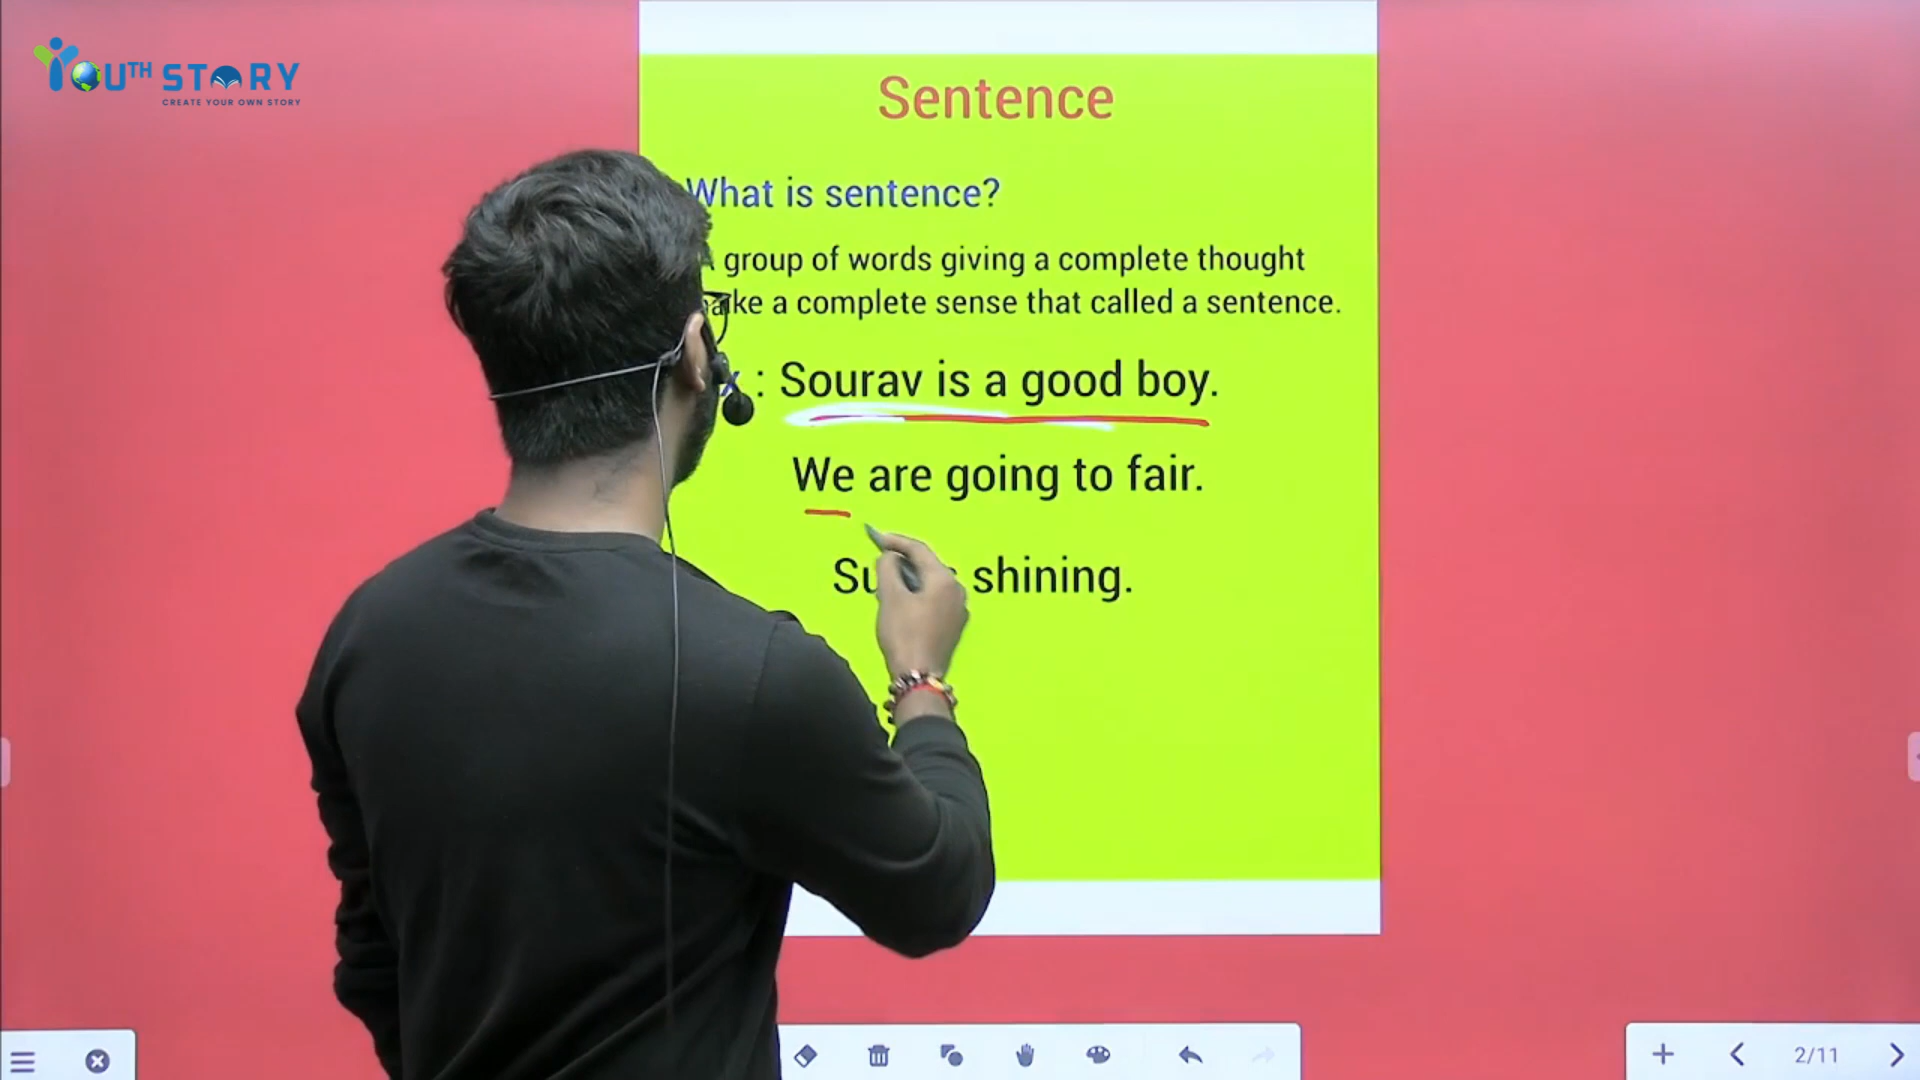 YOUTH STORY
CREATE YOUR OWN STORY
Sentence
What is sentence?
group of words giving a complete thought
a complete sense that called a sentence.
: Sourav is a good boy.
We are going to fair.
shining.
2/11